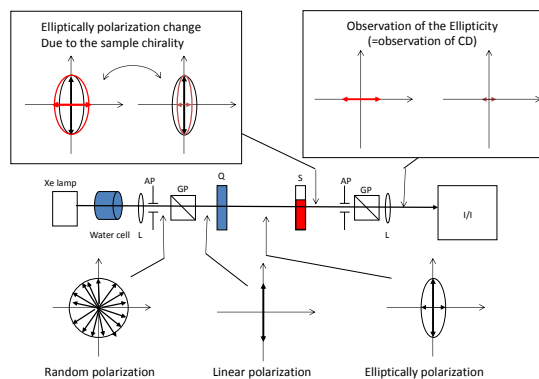 Elliptically polarization change
Due to the sample chirality
Observation of the Ellipticity
(=observation of CD)
Xe lamp
Water cell
L
AP
GP
Q
S
AP
GP
L
I/I
Random polarization
Linear polarization
Elliptically polarization